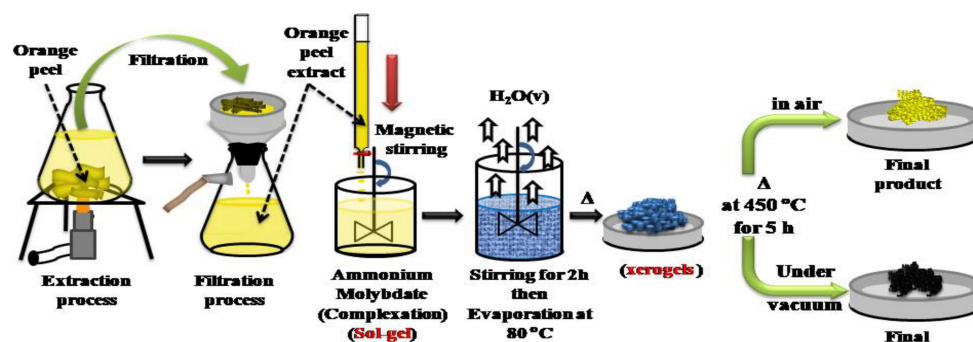 Orange
peel
Filtration
Extraction
process
Filtration
process
Orange
peel
extract
Magnetic
stirring
Ammonium
Molybdate
(Complexation)
(Sol-gel)
H₂O(v)
Stirring for 2h
then
Evaporation at
80 °C
Δ
(xerogels)
Δ
at 450 °C
for 5 h
in air
Final
product
Under
vacuum
Final